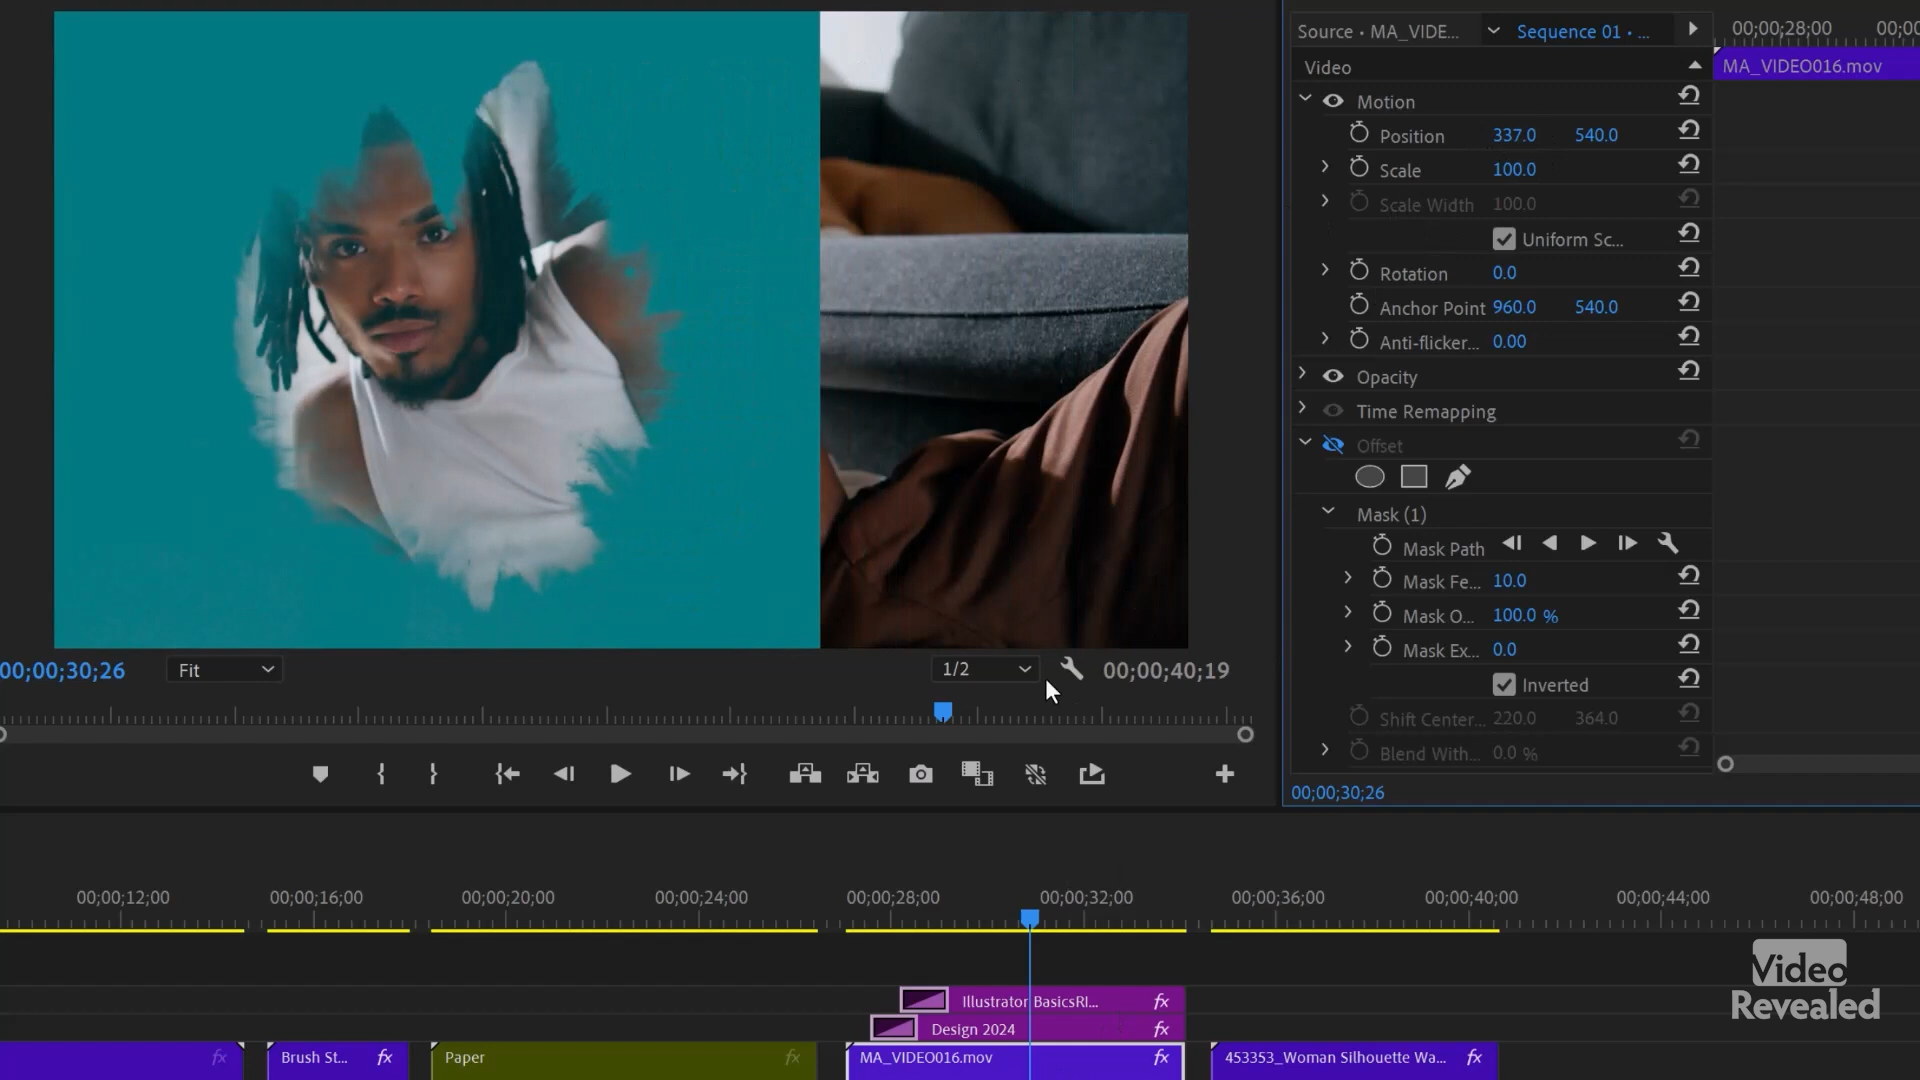 Source • MA_VIDE... Sequence 01 • ... 00;00;28;00 00;0
Video MA_VIDEO016.mov
Motion
Position 337.0 540.0
Scale 100.0
Scale Width 100.0
Uniform Sc...
Rotation 0.0
Anchor Point 960.0 540.0
Anti-flicker... 0.00
Opacity
Time Remapping
Offset
Mask (1)
Mask Path
Mask Fe... 10.0
Mask O... 100.0 %
Mask Ex... 0.0
Inverted
Shift Center... 220.0 364.0
Blend With... 0.0 %
00;00;30;26
00;00;30;26 Fit 1/2 00;00;40;19
00;00;12;00 00;00;16;00 00;00;20;00 00;00;24;00 00;00;28;00 00;00;32;00 00;00;36;00 00;00;40;00 00;00;44;00 00;00;48;00
Illustrator BasicsRI... fx
Design 2024 fx
fx Brush St... fx Paper fx MA_VIDEO016.mov fx 453353_Woman Silhouette Wa... fx
Video
Revealed